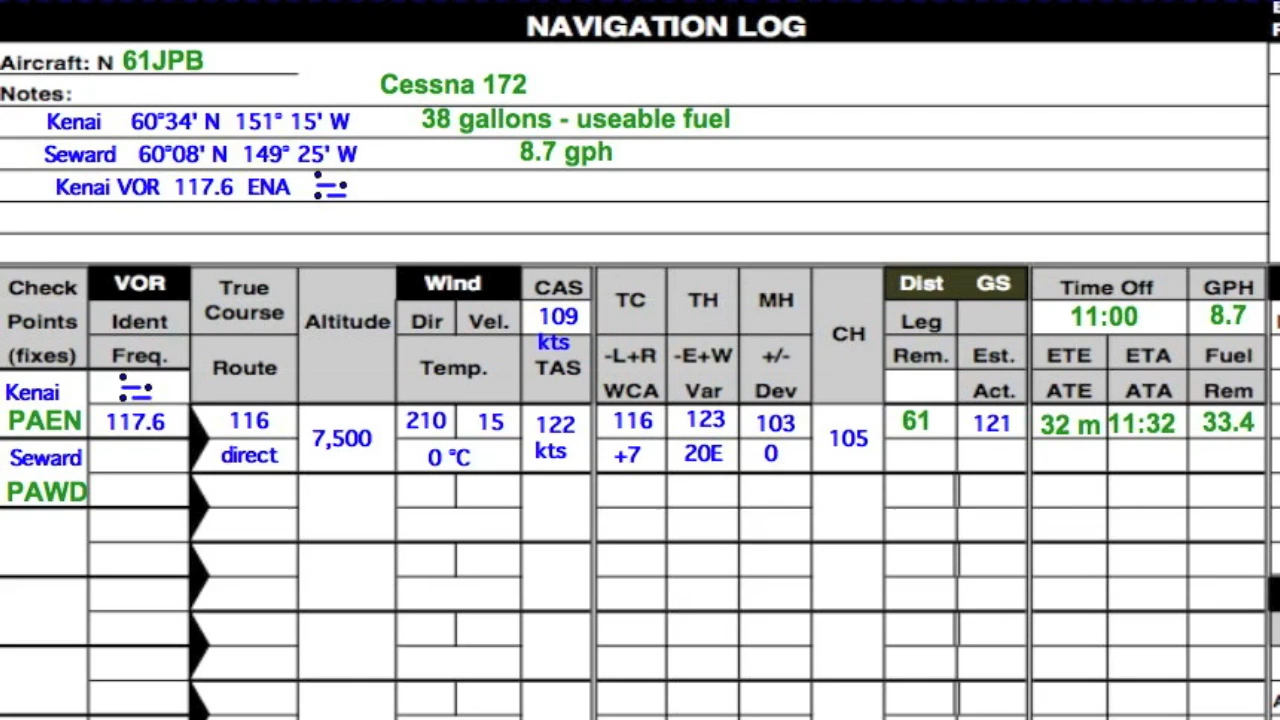 NAVIGATION LOG
Aircraft: N 61JPB
Notes:
Cessna 172
Kenai 60°34' N 151° 15' W
38 gallons - useable fuel
Seward 60°08' N 149° 25' W
8.7 gph
Kenai VOR 117.6 ENA
Check Points (fixes)
VOR
Ident
Freq.
True Course
Route
Altitude
Wind
Dir Vel.
Temp.
CAS
109 kts
TAS
TC
-L+R
WCA
TH
-E+W
Var
MH
+/-
Dev
CH
Dist GS
Leg
Rem. Est.
Act.
Time Off
11:00
ETE ETA
ATE ATA
GPH
8.7
Fuel
Rem
Kenai
PAEN 117.6 116 7,500 210 15 122 kts 116 123 103 105 61 121 32 m 11:32 33.4
Seward direct 0 °C +7 20E 0
PAWD